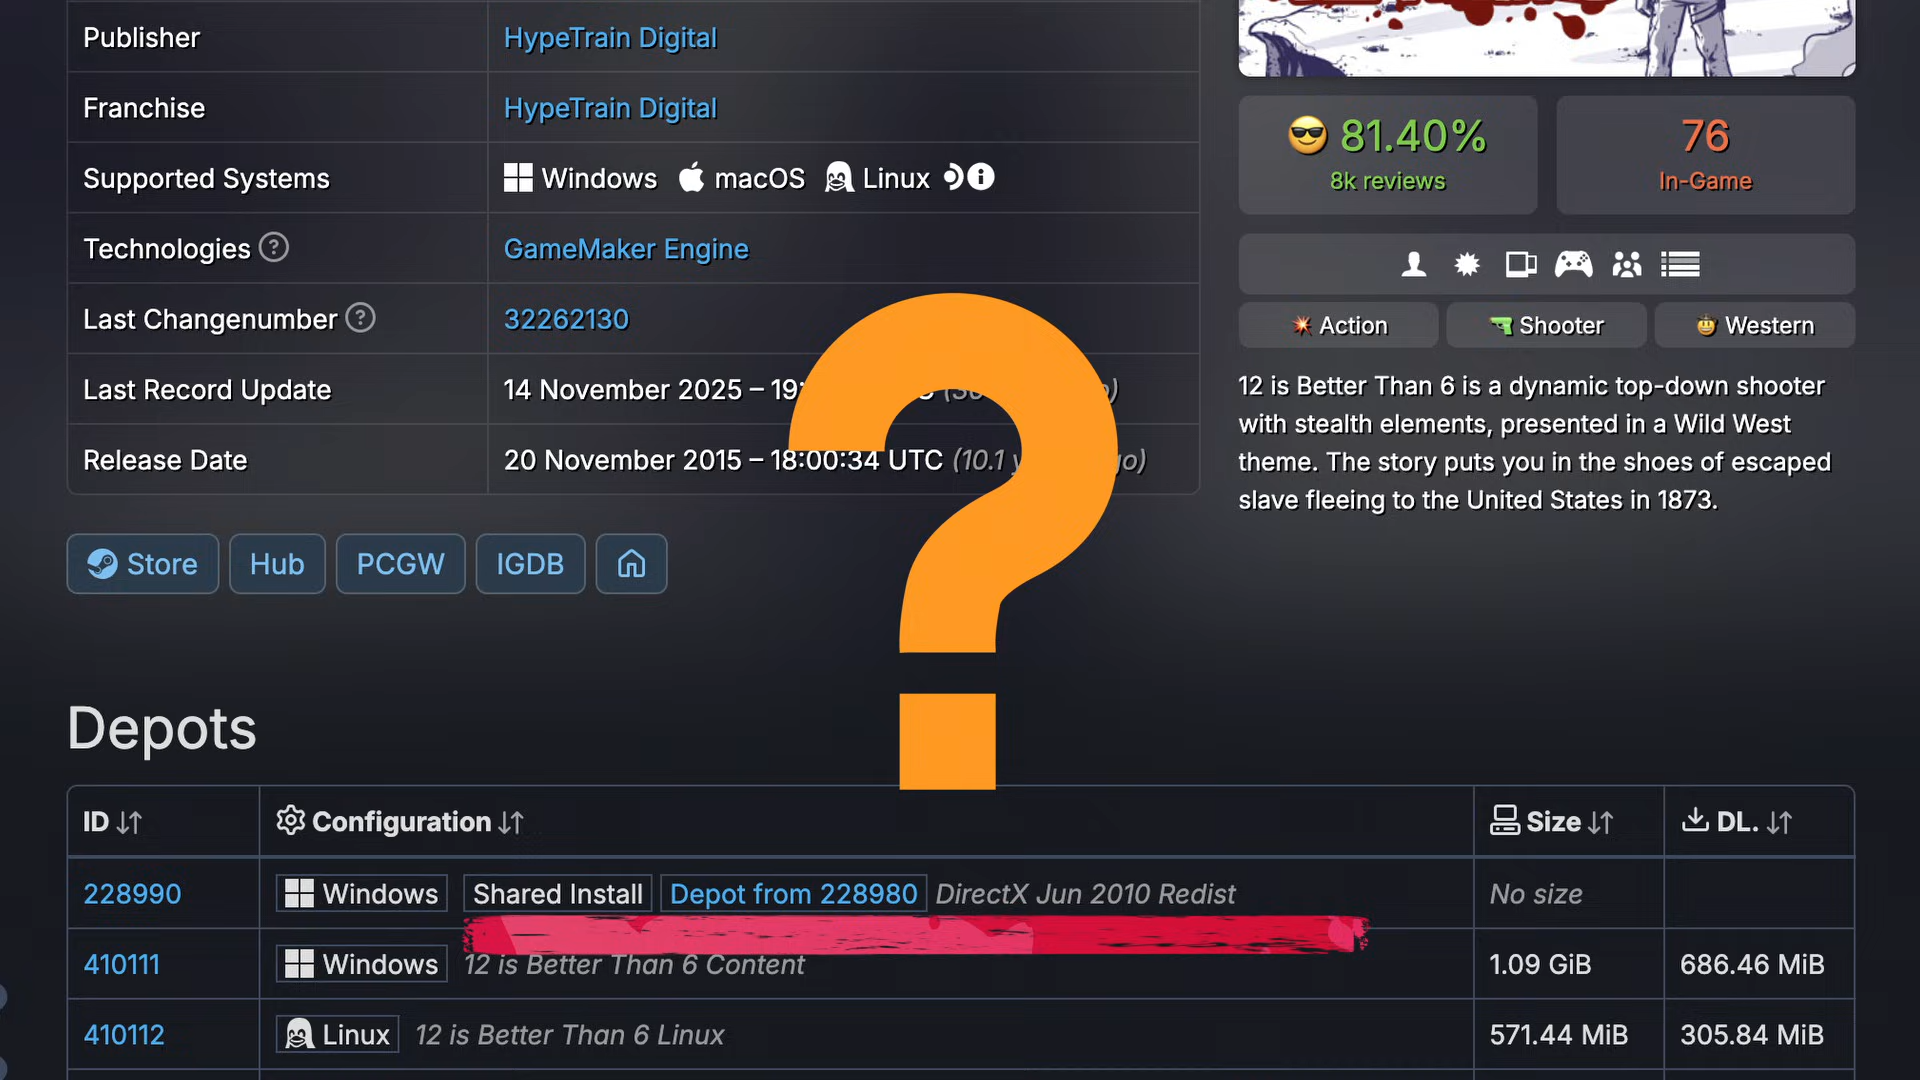 Publisher HypeTrain Digital
Franchise HypeTrain Digital
Supported Systems Windows macOS Linux
Technologies GameMaker Engine
Last Changenumber 32262130
Last Record Update 14 November 2025 – 19:
Release Date 20 November 2015 – 18:00:34 UTC (10.1
Store Hub PCGW IGDB
81.40%
8k reviews
76
In-Game
Action Shooter Western
12 is Better Than 6 is a dynamic top-down shooter
with stealth elements, presented in a Wild West
theme. The story puts you in the shoes of escaped
slave fleeing to the United States in 1873.
?
Depots
ID Configuration Size DL.
228990 Windows Shared Install Depot from 228980 DirectX Jun 2010 Redist No size
410111 Windows 12 is Better Than 6 Content 1.09 GiB 686.46 MiB
410112 Linux 12 is Better Than 6 Linux 571.44 MiB 305.84 MiB